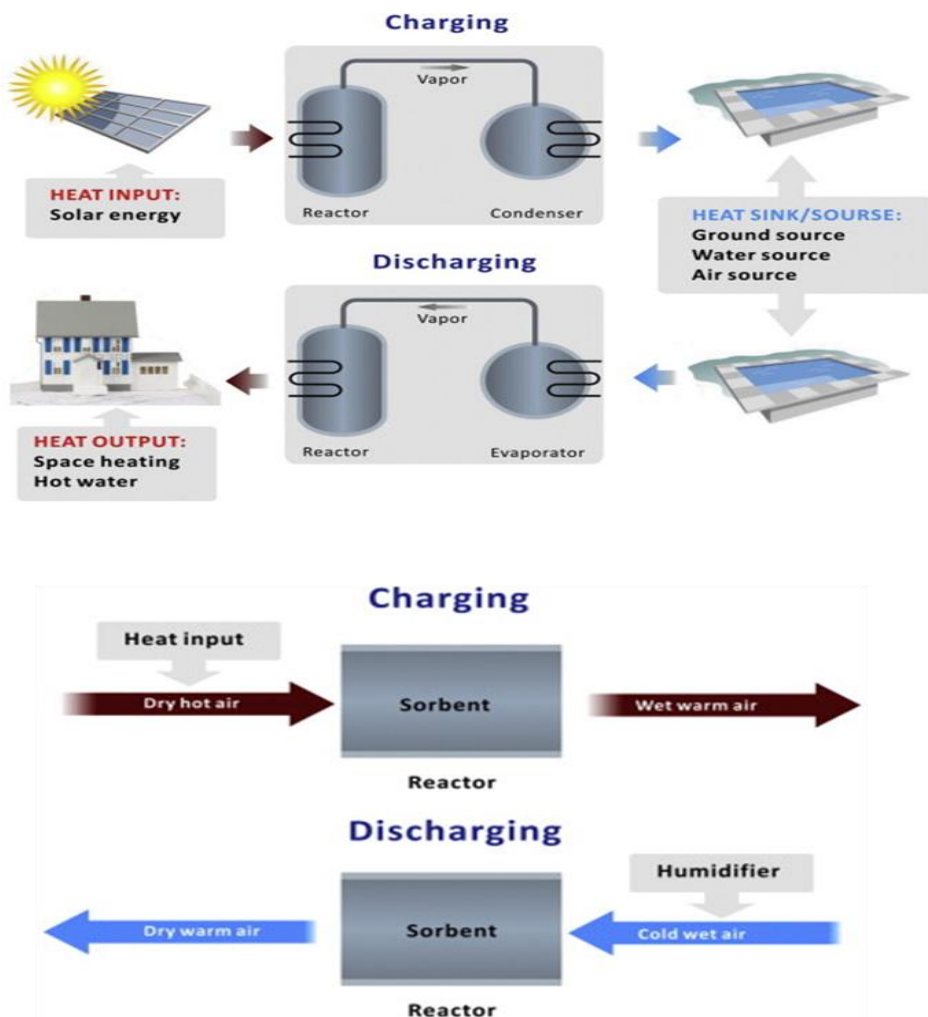 Charging
Vapor
HEAT INPUT:
Solar energy
Reactor
Condenser
HEAT SINK/SOURSE:
Ground source
Water source
Air source
Discharging
Vapor
HEAT OUTPUT:
Space heating
Hot water
Reactor
Evaporator
Charging
Heat input
Dry hot air
Sorbent
Wet warm air
Reactor
Discharging
Humidifier
Dry warm air
Sorbent
Cold wet air
Reactor